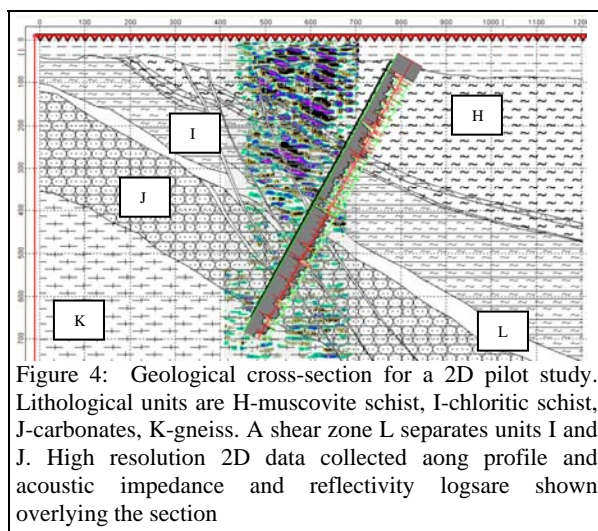 0 100 200 300 400 500 600 700 800 900 1000 1100 120
0
100
200
300
400
500
600
700
H
I
J
K
L
Figure 4: Geological cross-section for a 2D pilot study.
Lithological units are H-muscovite schist, I-chloritic schist,
J-carbonates, K-gneiss. A shear zone L separates units I and
J. High resolution 2D data collected aong profile and
acoustic impedance and reflectivity logsare shown
overlying the section